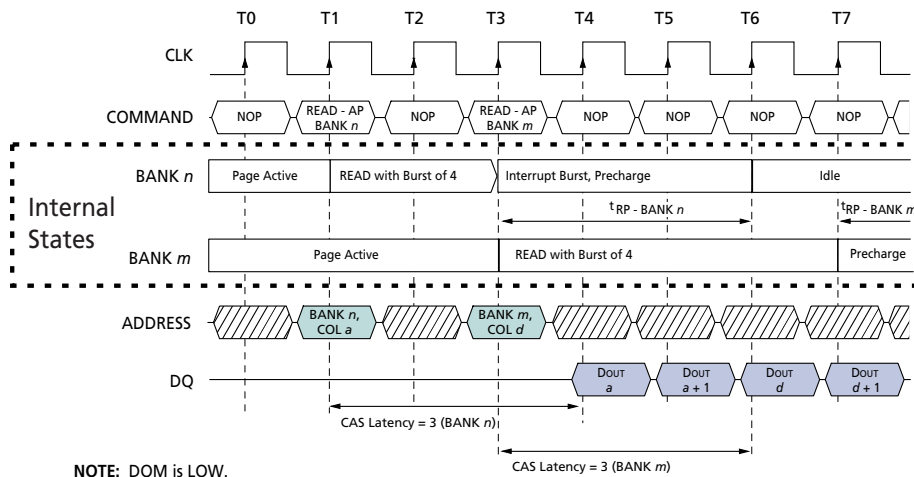 T0 T1 T2 T3 T4 T5 T6 T7
CLK
COMMAND NOP READ - AP BANK n NOP READ - AP BANK m NOP NOP NOP NOP
BANK n Page Active READ with Burst of 4 Interrupt Burst, Precharge Idle
Internal States
tRP - BANK n tRP - BANK m
BANK m Page Active READ with Burst of 4 Precharge
ADDRESS BANK n, COL a BANK m, COL d
DQ DOUT a DOUT a + 1 DOUT d DOUT d + 1
CAS Latency = 3 (BANK n)
CAS Latency = 3 (BANK m)
NOTE: DQM is LOW.